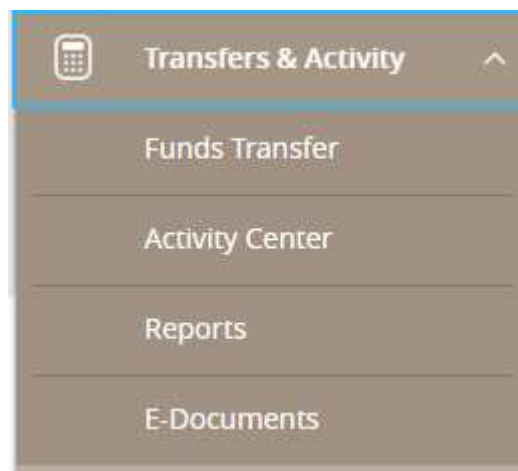 Transfers & Activity
Funds Transfer
Activity Center
Reports
E-Documents